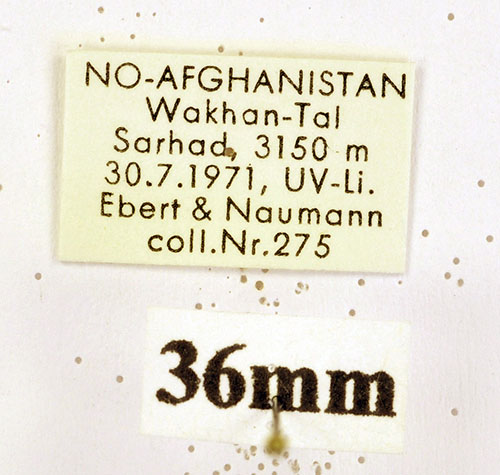 NO-AFGHANISTAN
Wakhan-Tal
Sarhad, 3150 m
30.7.1971, UV-Li.
Ebert & Naumann
coll.Nr.275
36mm